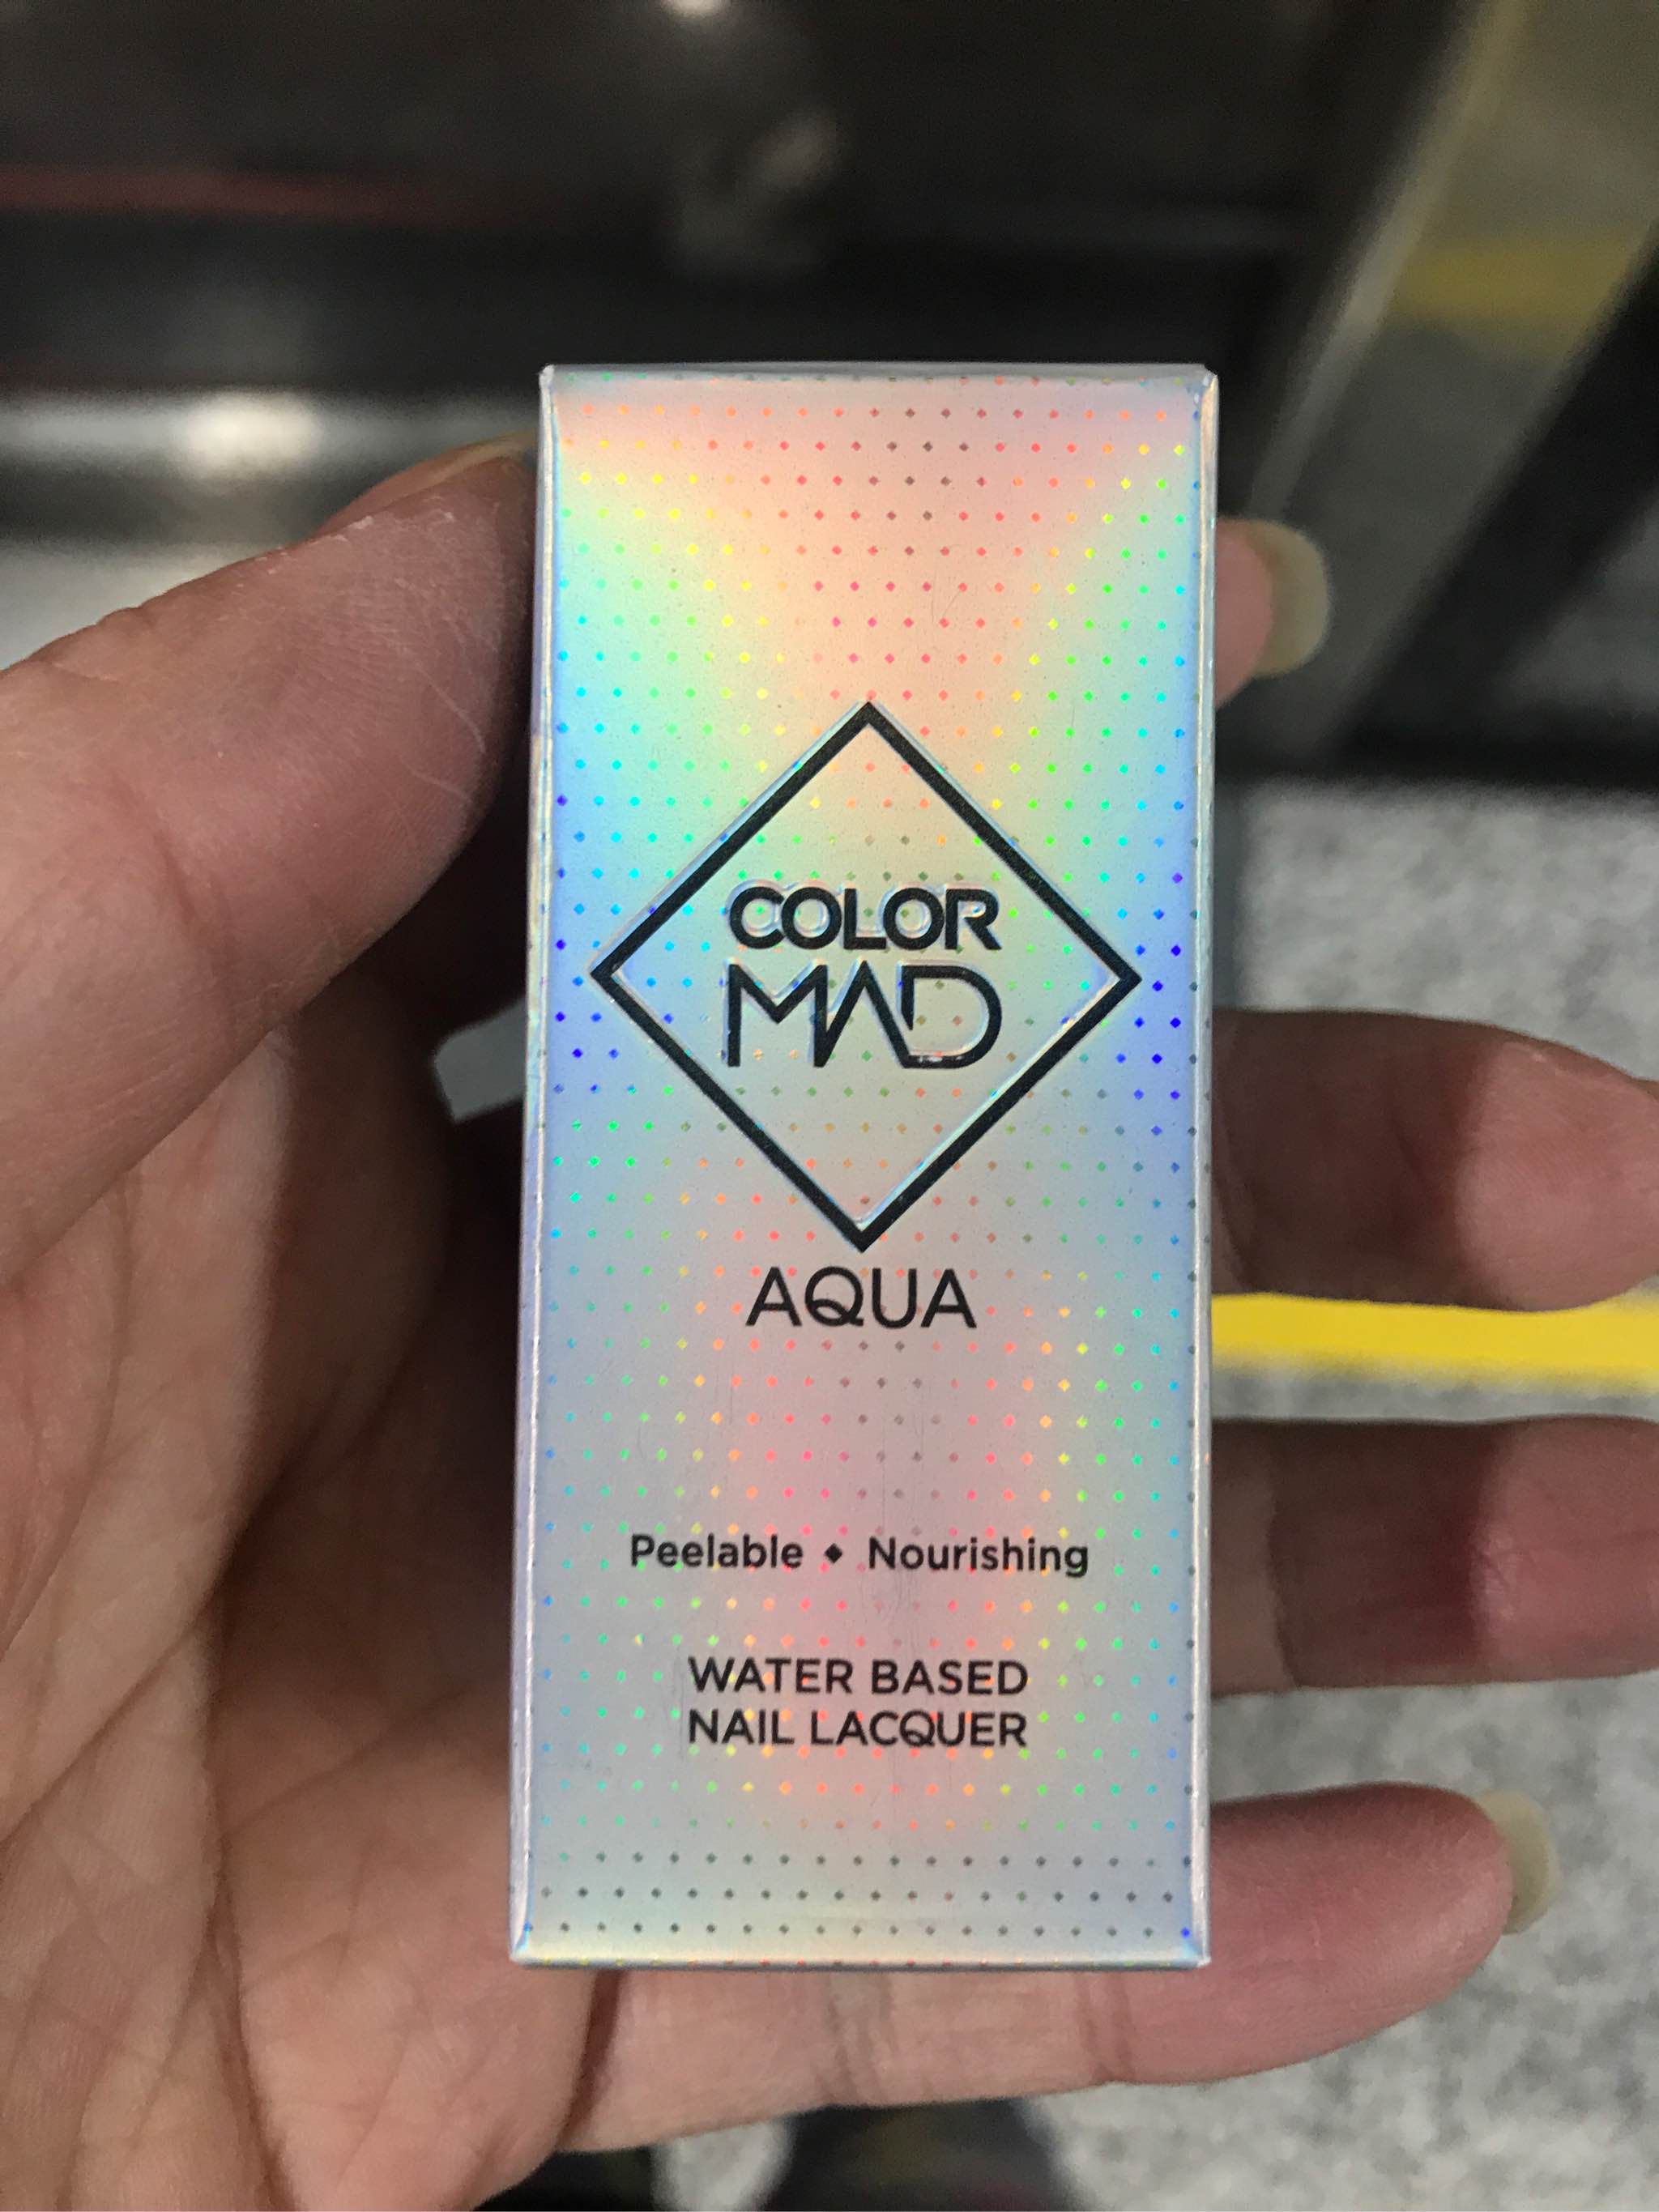 COLOR
MAD
AQUA
Peelable ◆ Nourishing
WATER BASED
NAIL LACQUER